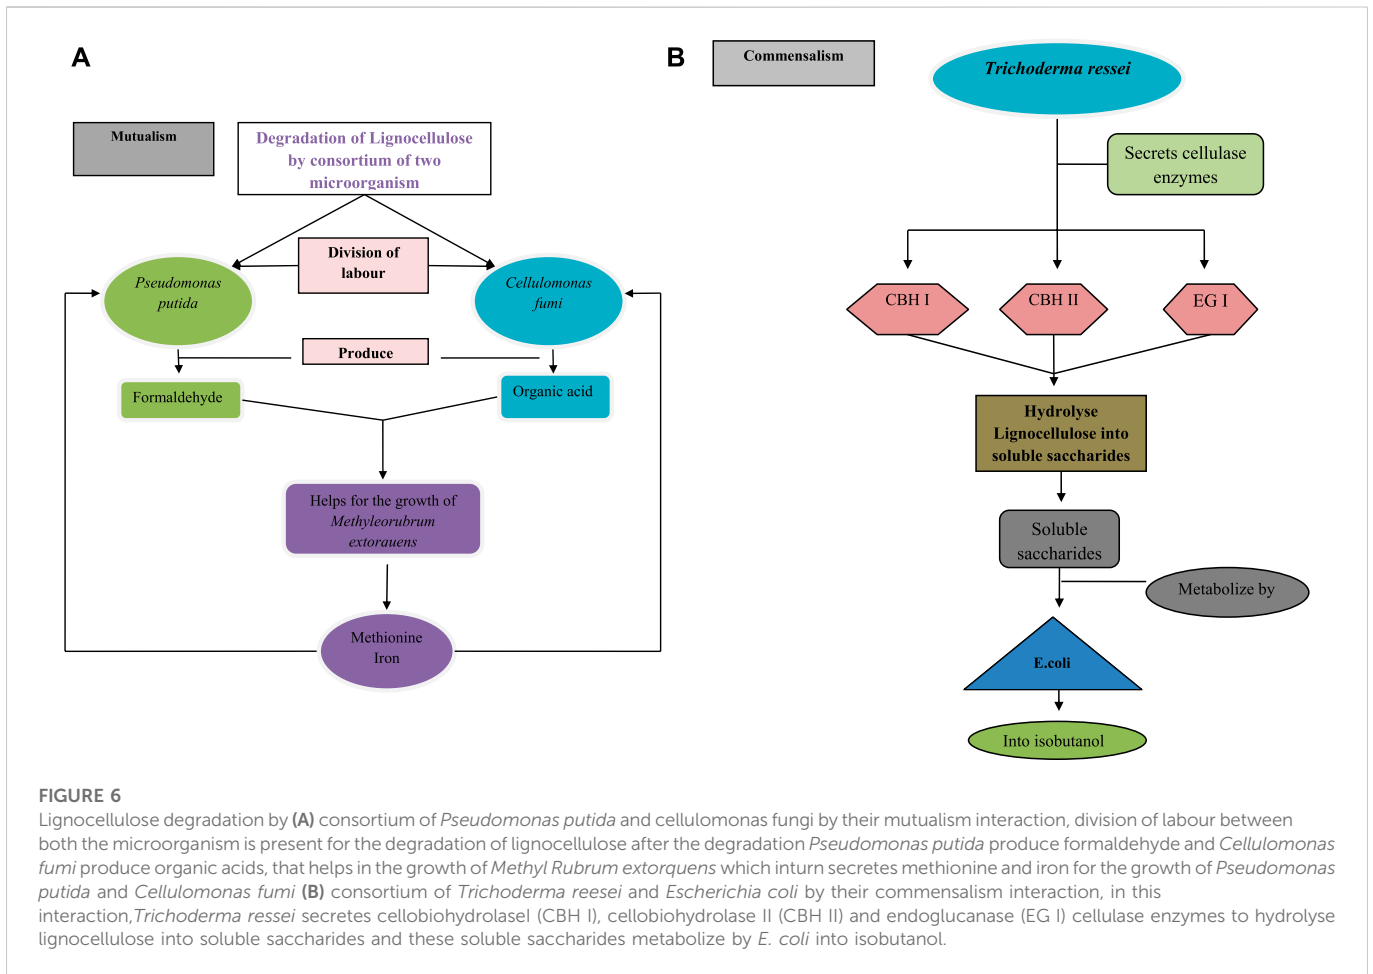 A
Mutualism
Degradation of Lignocellulose
by consortium of two
microorganism
Division of
labour
Pseudomonas
putida
Cellulomonas
fumi
Produce
Formaldehyde
Organic acid
Helps for the growth of
Methyleorubrum
extorauens
Methionine
Iron
B
Commensalism
Trichoderma ressei
Secrets cellulase
enzymes
CBH I
CBH II
EG I
Hydrolyse
Lignocellulose into
soluble saccharides
Soluble
saccharides
Metabolize by
E.coli
Into isobutanol
FIGURE 6
Lignocellulose degradation by (A) consortium of Pseudomonas putida and cellulomonas fungi by their mutualism interaction, division of labour between
both the microorganism is present for the degradation of lignocellulose after the degradation Pseudomonas putida produce formaldehyde and Cellulomonas
fumi produce organic acids, that helps in the growth of Methyl Rubrum extorquens which inturn secretes methionine and iron for the growth of Pseudomonas
putida and Cellulomonas fumi (B) consortium of Trichoderma reesei and Escherichia coli by their commensalism interaction, in this
interaction,Trichoderma ressei secretes cellobiohydrolaseI (CBH I), cellobiohydrolase II (CBH II) and endoglucanase (EG I) cellulase enzymes to hydrolyse
lignocellulose into soluble saccharides and these soluble saccharides metabolize by E. coli into isobutanol.